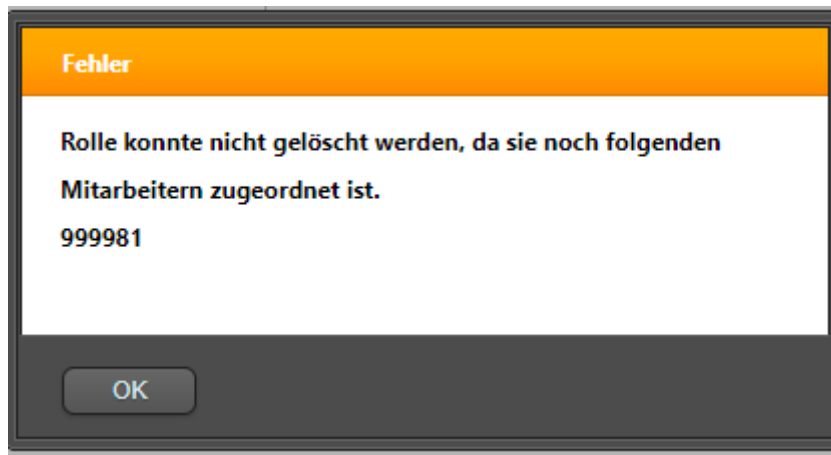 Fehler
Rolle konnte nicht gelöscht werden, da sie noch folgenden
Mitarbeitern zugeordnet ist.
999981
OK